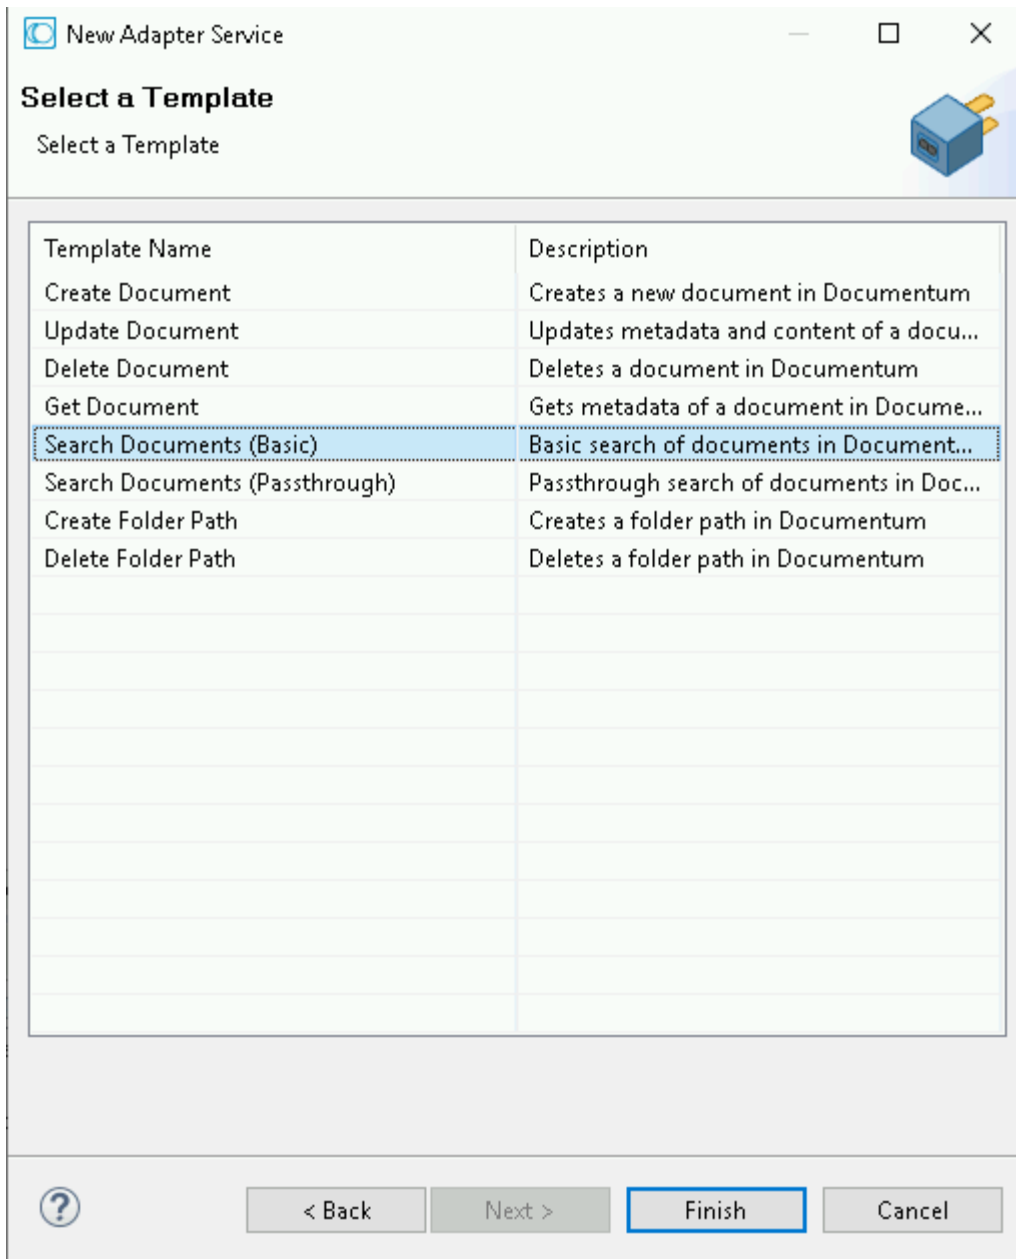 New Adapter Service
Select a Template
Select a Template
Template Name Description
Create Document Creates a new document in Documentum
Update Document Updates metadata and content of a docu...
Delete Document Deletes a document in Documentum
Get Document Gets metadata of a document in Docume...
Search Documents (Basic) Basic search of documents in Document...
Search Documents (Passthrough) Passthrough search of documents in Doc...
Create Folder Path Creates a folder path in Documentum
Delete Folder Path Deletes a folder path in Documentum
? < Back Next > Finish Cancel